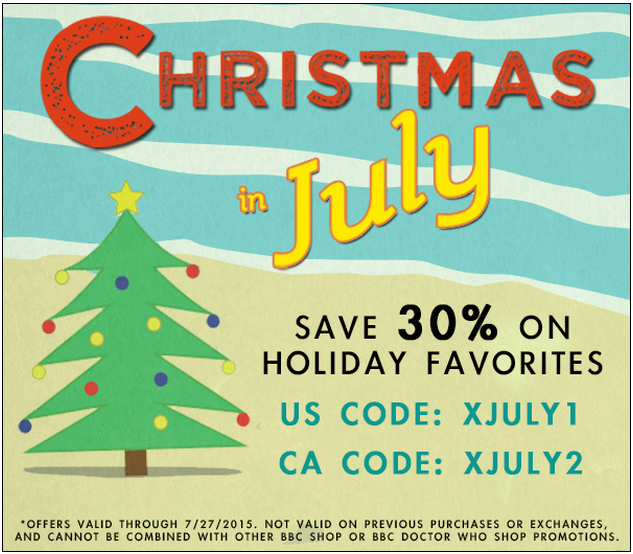 CHRISTMAS
in July
SAVE 30% ON
HOLIDAY FAVORITES
US CODE: XJULY1
CA CODE: XJULY2
*OFFERS VALID THROUGH 7/27/2015. NOT VALID ON PREVIOUS PURCHASES OR EXCHANGES,
AND CANNOT BE COMBINED WITH OTHER BBC SHOP OR BBC DOCTOR WHO SHOP PROMOTIONS.